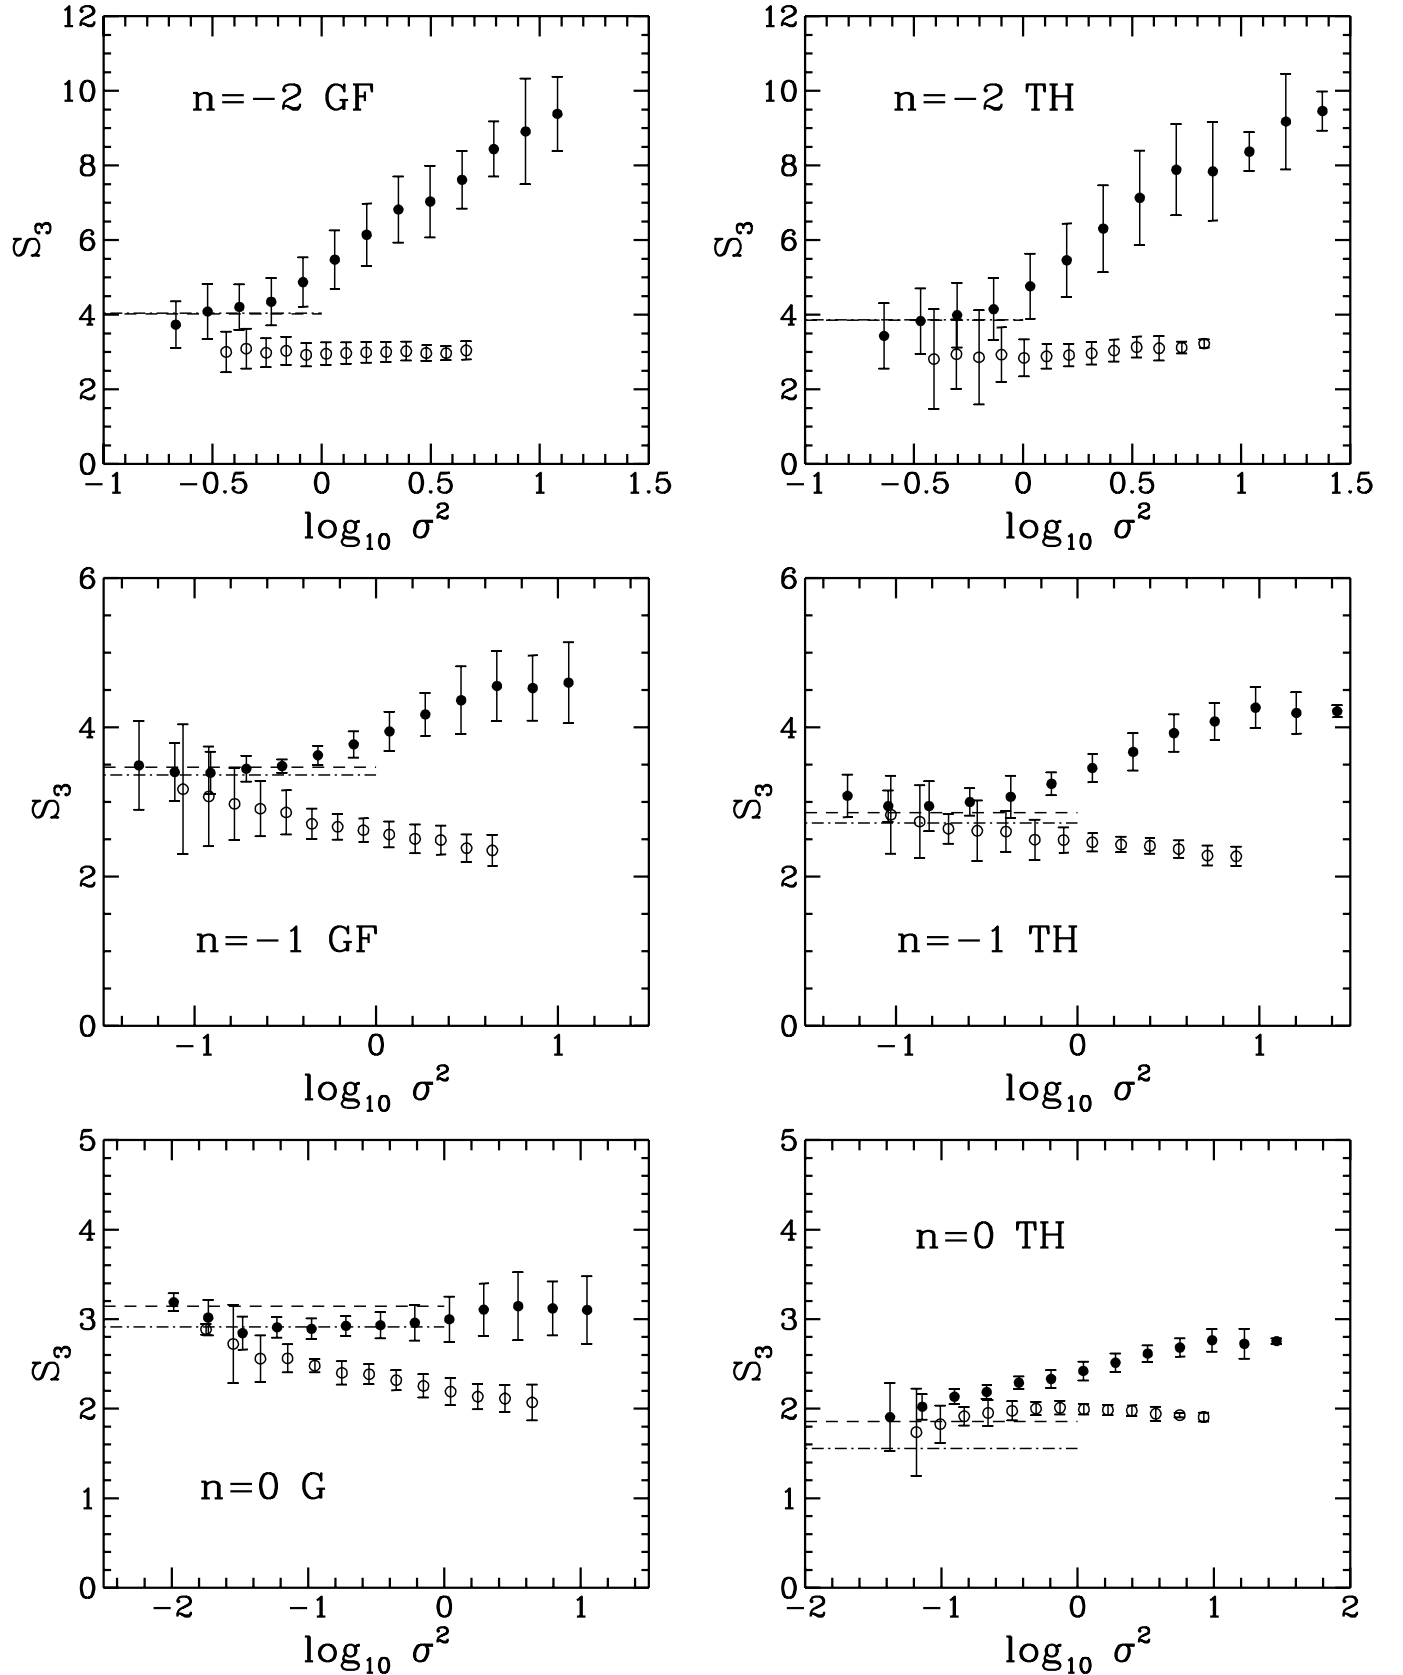 12
10
8
6
4
2
0
S₃
n=−2 GF
−1 −0.5 0 0.5 1 1.5
log₁₀ σ²
12
10
8
6
4
2
0
S₃
n=−2 TH
−1 −0.5 0 0.5 1 1.5
log₁₀ σ²
6
4
2
0
S₃
n=−1 GF
−1 0 1
log₁₀ σ²
6
4
2
0
S₃
n=−1 TH
−1 0 1
log₁₀ σ²
5
4
3
2
1
0
S₃
n=0 G
−2 −1 0 1
log₁₀ σ²
5
4
3
2
1
0
S₃
n=0 TH
−2 −1 0 1 2
log₁₀ σ²